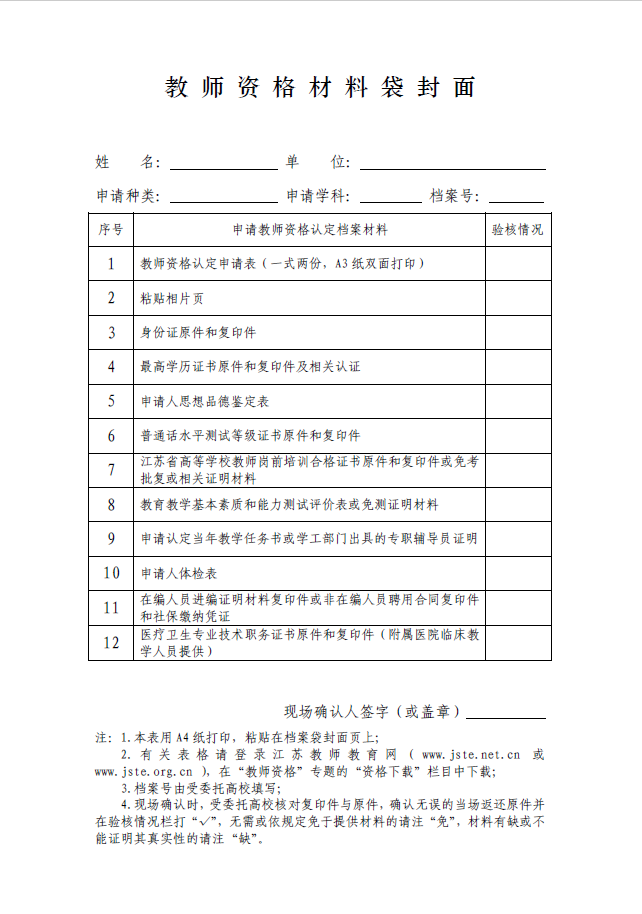 教师资格材料袋封面
姓　　名：　　　　　单　　位：
申请种类：　　　　　申请学科：　　　　　档案号：
序号　申请教师资格认定档案材料　验核情况
1　教师资格认定申请表（一式两份，A3 纸双面打印）
2　粘贴相片页
3　身份证原件和复印件
4　最高学历证书原件和复印件及相关认证
5　申请人思想品德鉴定表
6　普通话水平测试等级证书原件和复印件
7　江苏省高等学校教师岗前培训合格证书原件和复印件或免考
批复或相关证明材料
8　教育教学基本素质和能力测试评价表或免测证明材料
9　申请认定当年教学任务书或学工部门出具的专职辅导员证明
10　申请人体检表
11　在编人员进编证明材料复印件或非在编人员聘用合同复印件
和社保缴纳凭证
12　医疗卫生专业技术职务证书原件和复印件（附属医院临床教
学人员提供）
现场确认人签字（或盖章）
注：1.本表用 A4 纸打印，粘贴在档案袋封面页上；
2.有关表格请登录江苏教师教育网（www.jste.net.cn 或
www.jste.org.cn ），在“教师资格”专题的“资格下载”栏目中下载；
3.档案号由受委托高校填写；
4.现场确认时，受委托高校核对复印件与原件，确认无误的当场返还原件并
在验核情况栏打“√”，无需或依规定免于提供材料的请注“免”，材料有缺或不
能证明其真实性的请注“缺”。